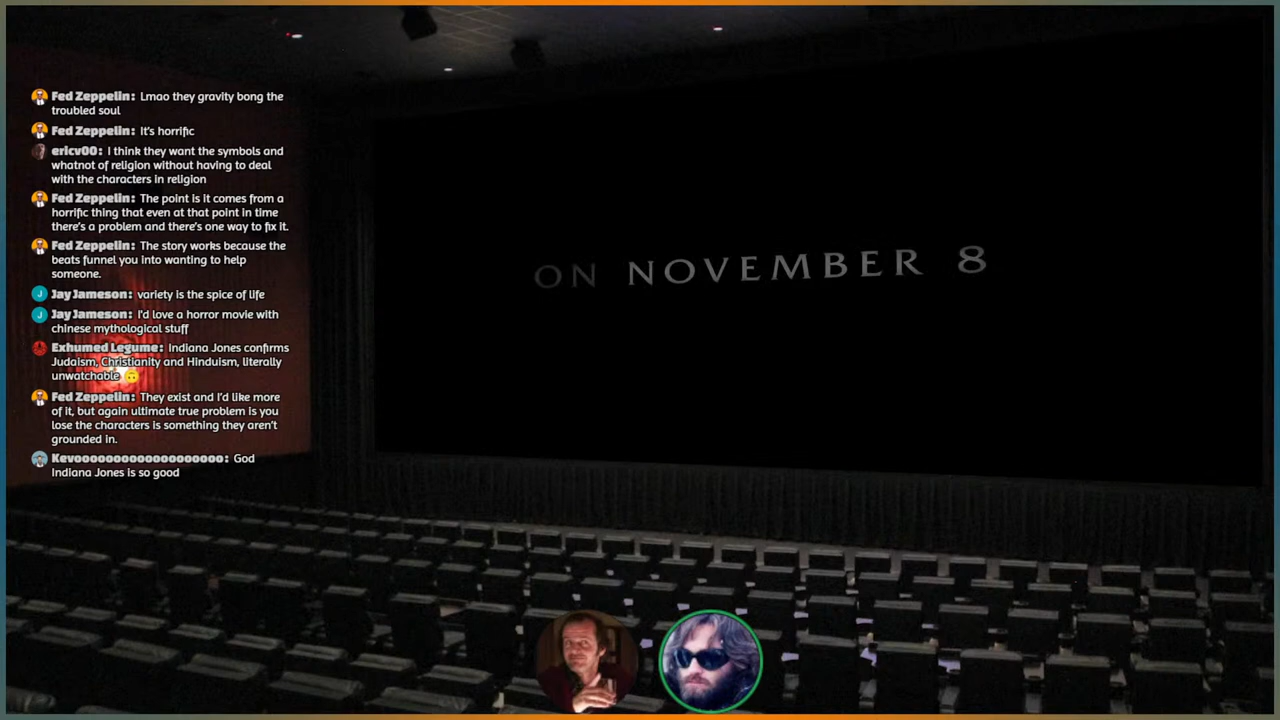 Fed Zeppelin: Lmao they gravity bong the
troubled soul
Fed Zeppelin: It's horrific
ericv00: I think they want the symbols and
whatnot of religion without having to deal
with the characters in religion
Fed Zeppelin: The point is it comes from a
horrific thing that even at that point in time
there's a problem and there's one way to fix it.
Fed Zeppelin: The story works because the
beats funnel you into wanting to help
someone.
J Jay Jameson: variety is the spice of life
J Jay Jameson: I'd love a horror movie with
chinese mythological stuff
Exhumed Legume: Indiana Jones confirms
Judaism, Christianity and Hinduism, literally
unwatchable 🙃
Fed Zeppelin: They exist and I'd like more
of it, but again ultimate true problem is you
lose the characters is something they aren't
grounded in.
Kevooooooooooooooooooo: God
Indiana Jones is so good
ON NOVEMBER 8